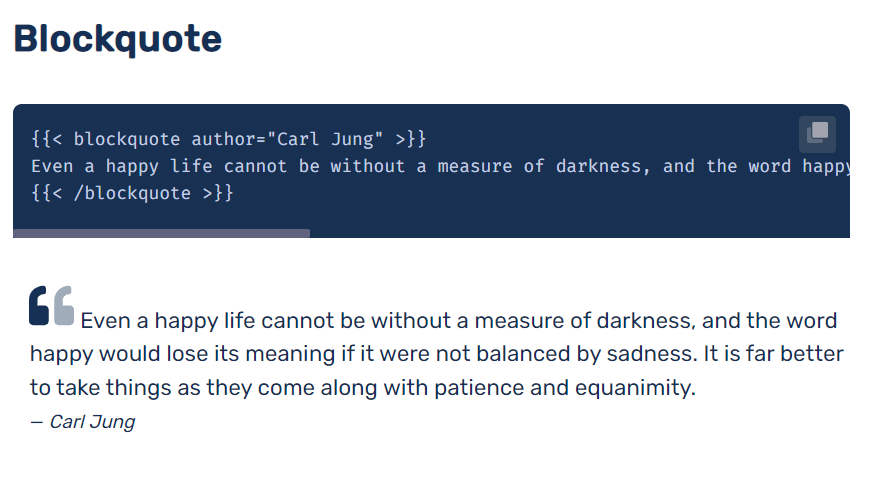 Blockquote
{{< blockquote author="Carl Jung" >}}
Even a happy life cannot be without a measure of darkness, and the word happy
{{< /blockquote >}}
Even a happy life cannot be without a measure of darkness, and the word
happy would lose its meaning if it were not balanced by sadness. It is far better
to take things as they come along with patience and equanimity.
— Carl Jung